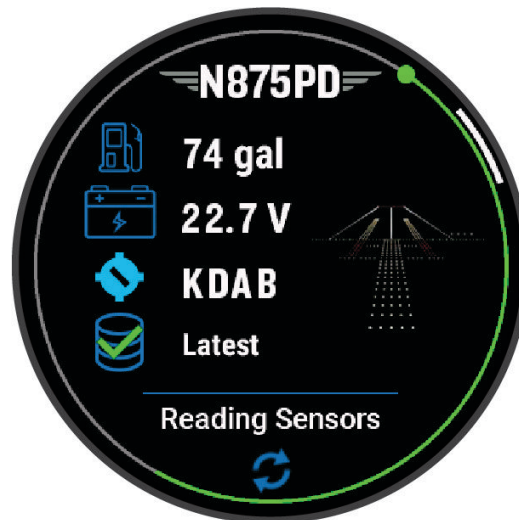 N875PD
74 gal
22.7 V
KDAB
Latest
Reading Sensors